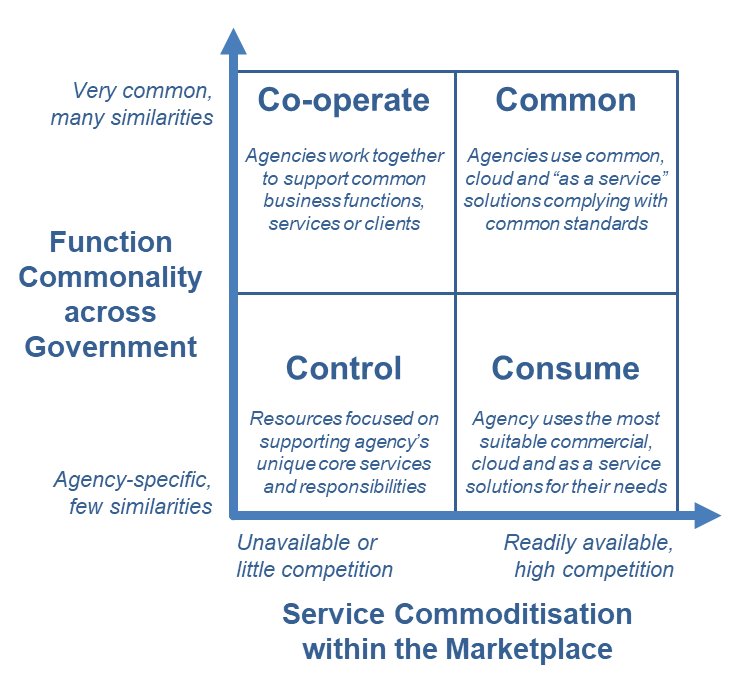 Very common,
many similarities
Function
Commonality
across
Government
Agency-specific,
few similarities
Co-operate
Agencies work together
to support common
business functions,
services or clients
Common
Agencies use common,
cloud and “as a service”
solutions complying with
common standards
Control
Resources focused on
supporting agency’s
unique core services
and responsibilities
Consume
Agency uses the most
suitable commercial,
cloud and as a service
solutions for their needs
Unavailable or
little competition
Readily available,
high competition
Service Commoditisation
within the Marketplace